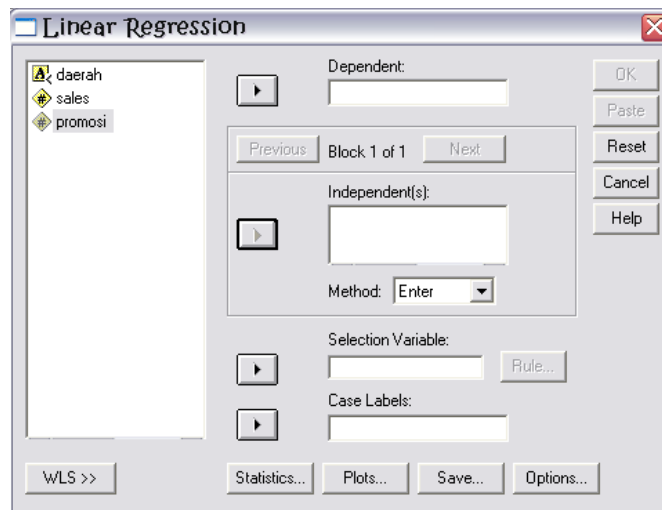 Linear Regression
daerah
sales
promosi
Dependent:
Previous
Block 1 of 1
Next
Independent(s):
Method:
Enter
Selection Variable:
Rule...
Case Labels:
OK
Paste
Reset
Cancel
Help
WLS >>
Statistics...
Plots...
Save...
Options...